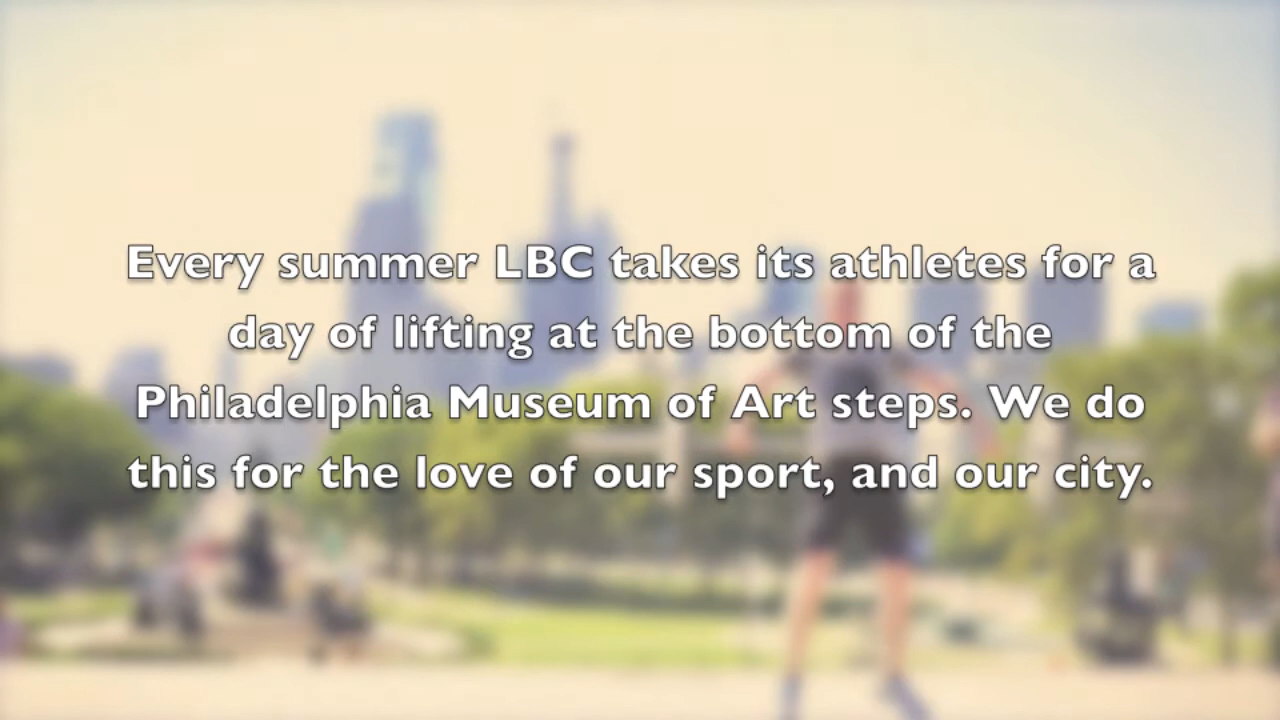 Every summer LBC takes its athletes for a
day of lifting at the bottom of the
Philadelphia Museum of Art steps. We do
this for the love of our sport, and our city.